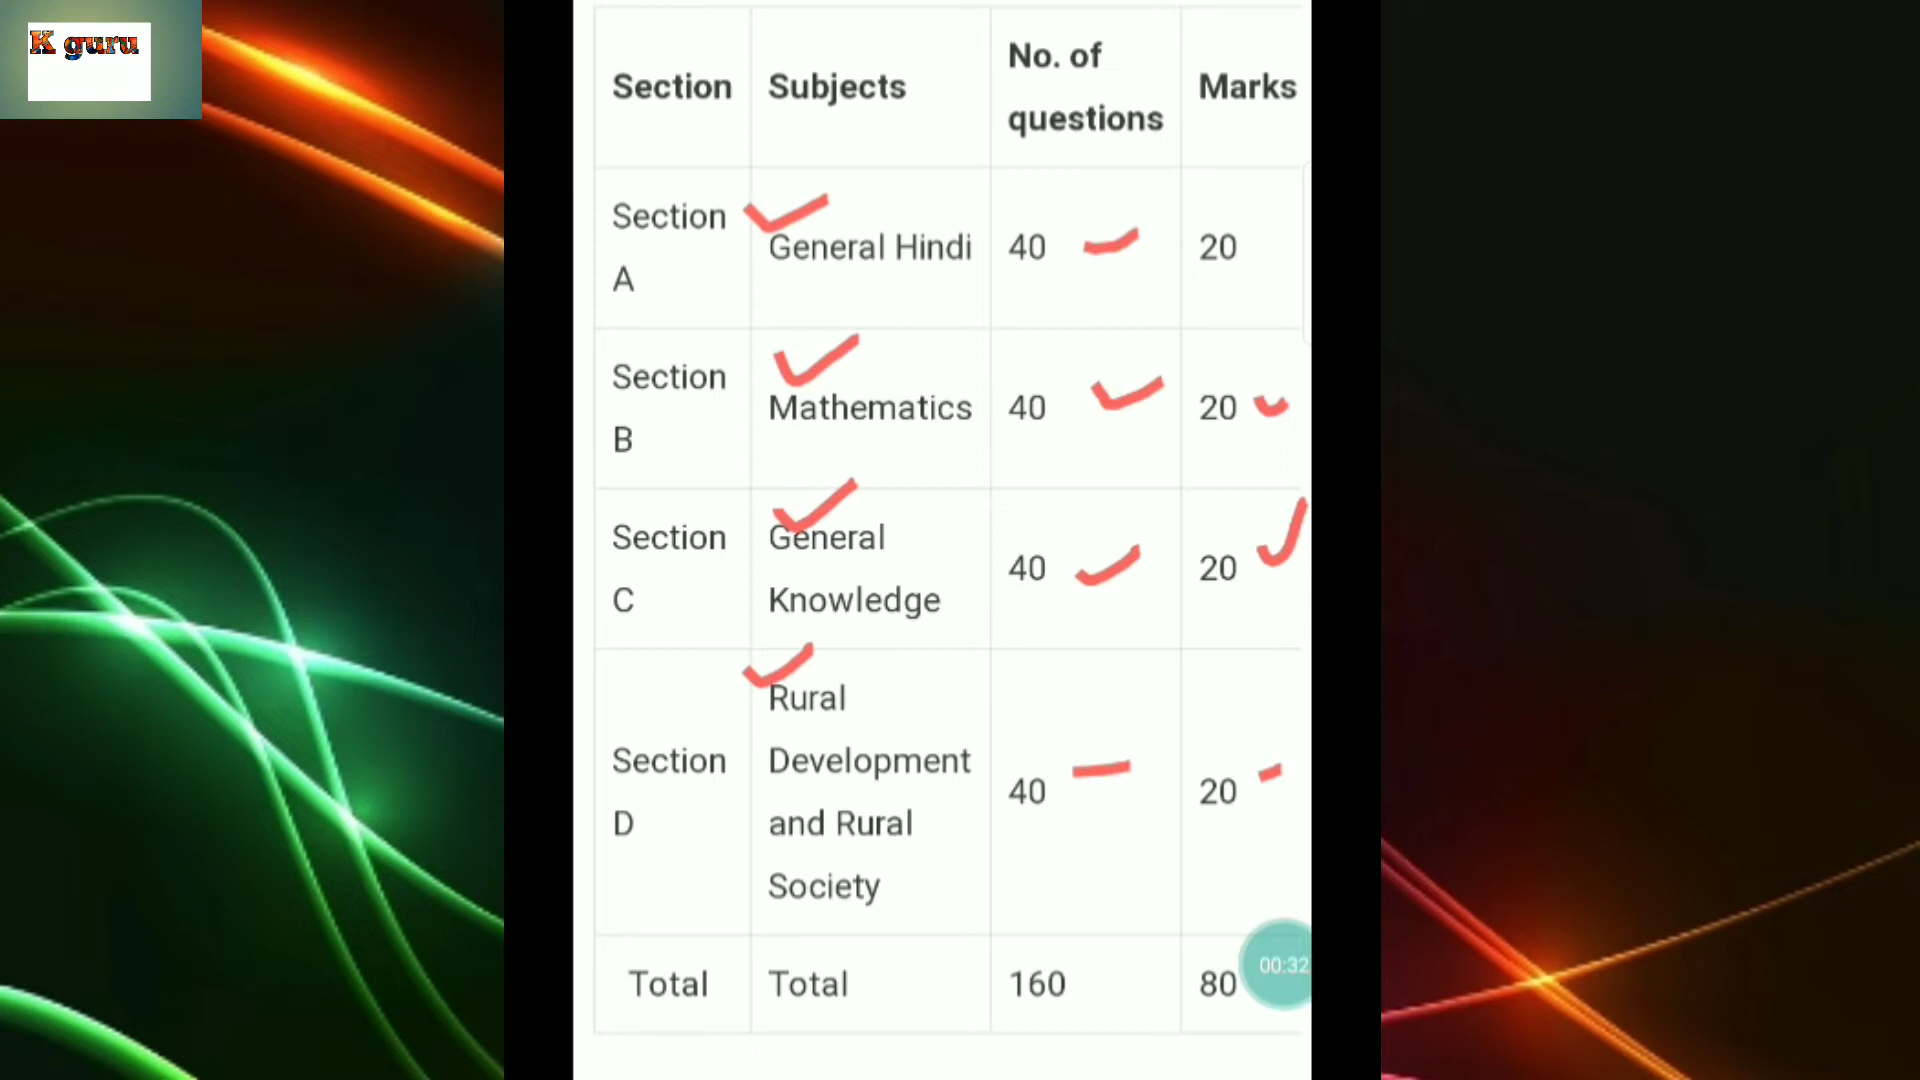 K guru
Section Subjects No. of questions Marks
Section A General Hindi 40 20
Section B Mathematics 40 20
Section C General Knowledge 40 20
Section D Rural Development and Rural Society 40 20
Total Total 160 80
00:32